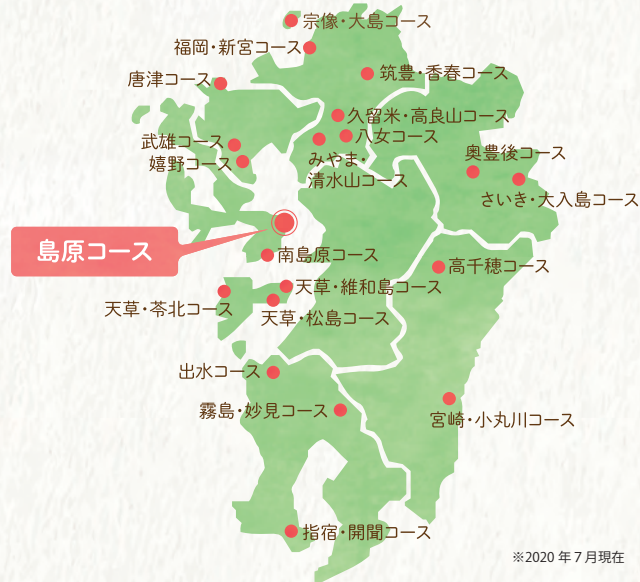 宗像・大島コース
福岡・新宮コース
筑豊・香春コース
唐津コース
久留米・高良山コース
八女コース
武雄コース
嬉野コース
みやま・
清水山コース
奥豊後コース
さいき・大入島コース
島原コース
南島原コース
高千穂コース
天草・維和島コース
天草・苓北コース
天草・松島コース
出水コース
霧島・妙見コース
宮崎・小丸川コース
指宿・開聞コース
※2020 年 7 月現在